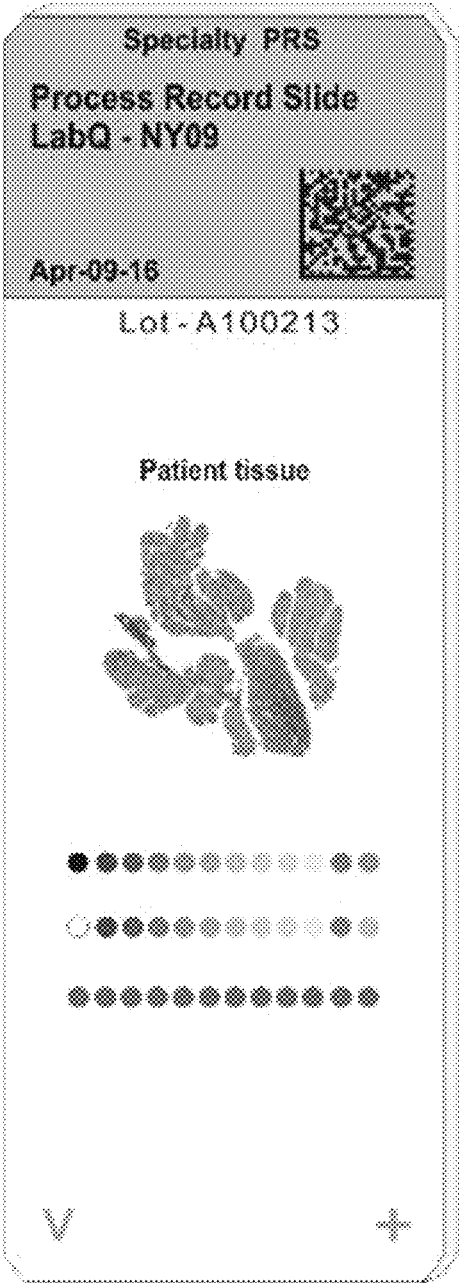 Specialty PRS
Process Record Slide
LabQ - NY09
Apr-09-16
Lot - A100213
Patient tissue
V +